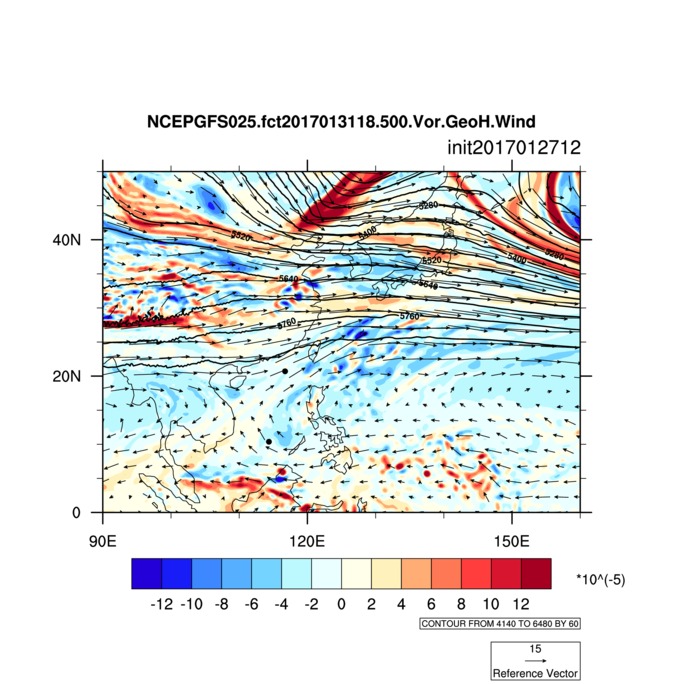 NCEPGFS025.fct2017013118.500.Vor.GeoH.Wind
init2017012712
5280
5520
5400
5280
5400
5520
5640
5640
5760
5760
40N
20N
0
90E 120E 150E
-12 -10 -8 -6 -4 -2 0 2 4 6 8 10 12
*10^(-5)
CONTOUR FROM 4140 TO 6480 BY 60
15
Reference Vector